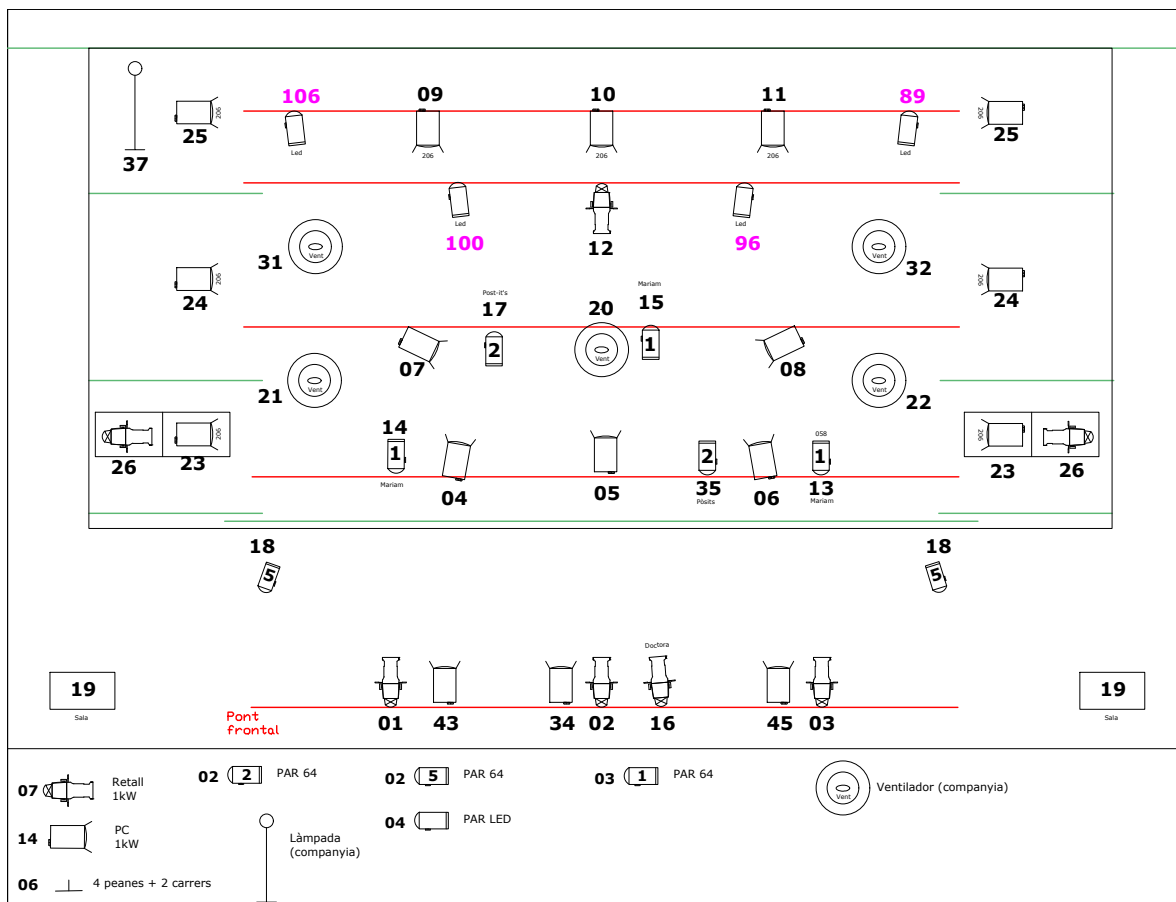 106
09
10
11
89
25
206
Led
206
206
206
Led
206
25
37
Led
Led
100
12
96
31
Vent
Vent
32
24
206
Post-it's
17
20
Mariam
15
206
24
07
2
Vent
1
08
21
Vent
Vent
22
26
23
206
14
1
Mariam
04
05
2
35
Pòsits
06
058
1
13
Mariam
206
23
26
18
5
18
5
19
Sala
Doctora
19
Sala
Pont
frontal
01
43
34
02
16
45
03
07
Retall
1kW
02
2
PAR 64
02
5
PAR 64
03
1
PAR 64
Vent
Ventilador (companyia)
14
PC
1kW
Làmpada
(companyia)
04
PAR LED
06
4 peanes + 2 carrers